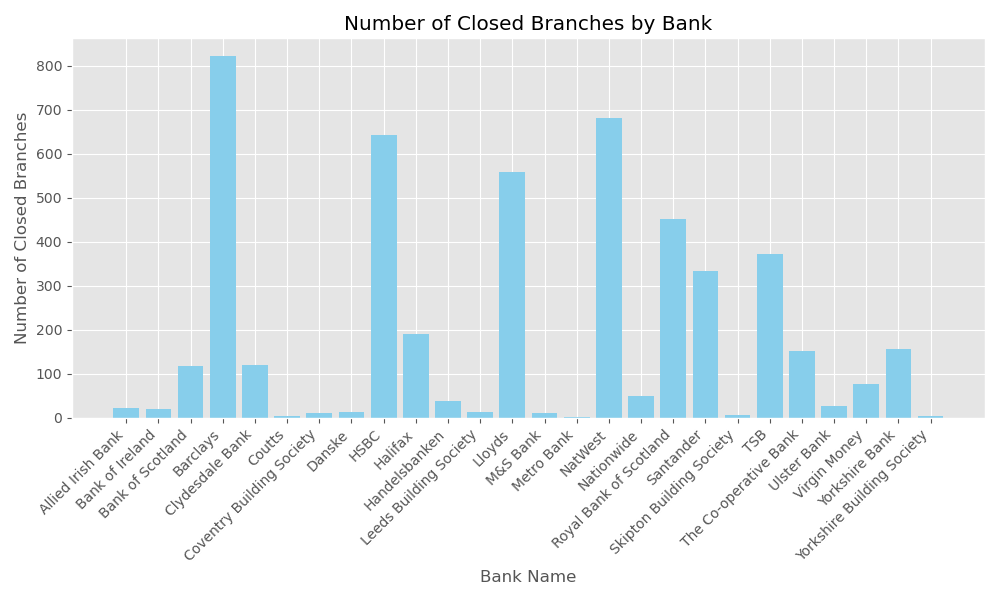 Number of Closed Branches by Bank
Number of Closed Branches
800
700
600
500
400
300
200
100
0
Allied Irish Bank
Bank of Ireland
Bank of Scotland
Barclays
Clydesdale Bank
Coutts
Coventry Building Society
Danske
HSBC
Halifax
Handelsbanken
Leeds Building Society
Lloyds
M&S Bank
Metro Bank
NatWest
Nationwide
Royal Bank of Scotland
Santander
Skipton Building Society
TSB
The Co-operative Bank
Ulster Bank
Virgin Money
Yorkshire Bank
Yorkshire Building Society
Bank Name